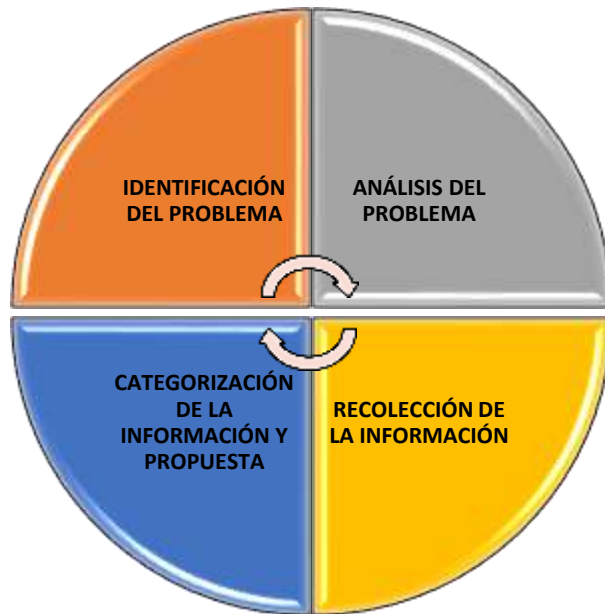 IDENTIFICACIÓN
DEL PROBLEMA
ANÁLISIS DEL
PROBLEMA
CATEGORIZACIÓN
DE LA
INFORMACIÓN Y
PROPUESTA
RECOLECCIÓN DE
LA INFORMACIÓN